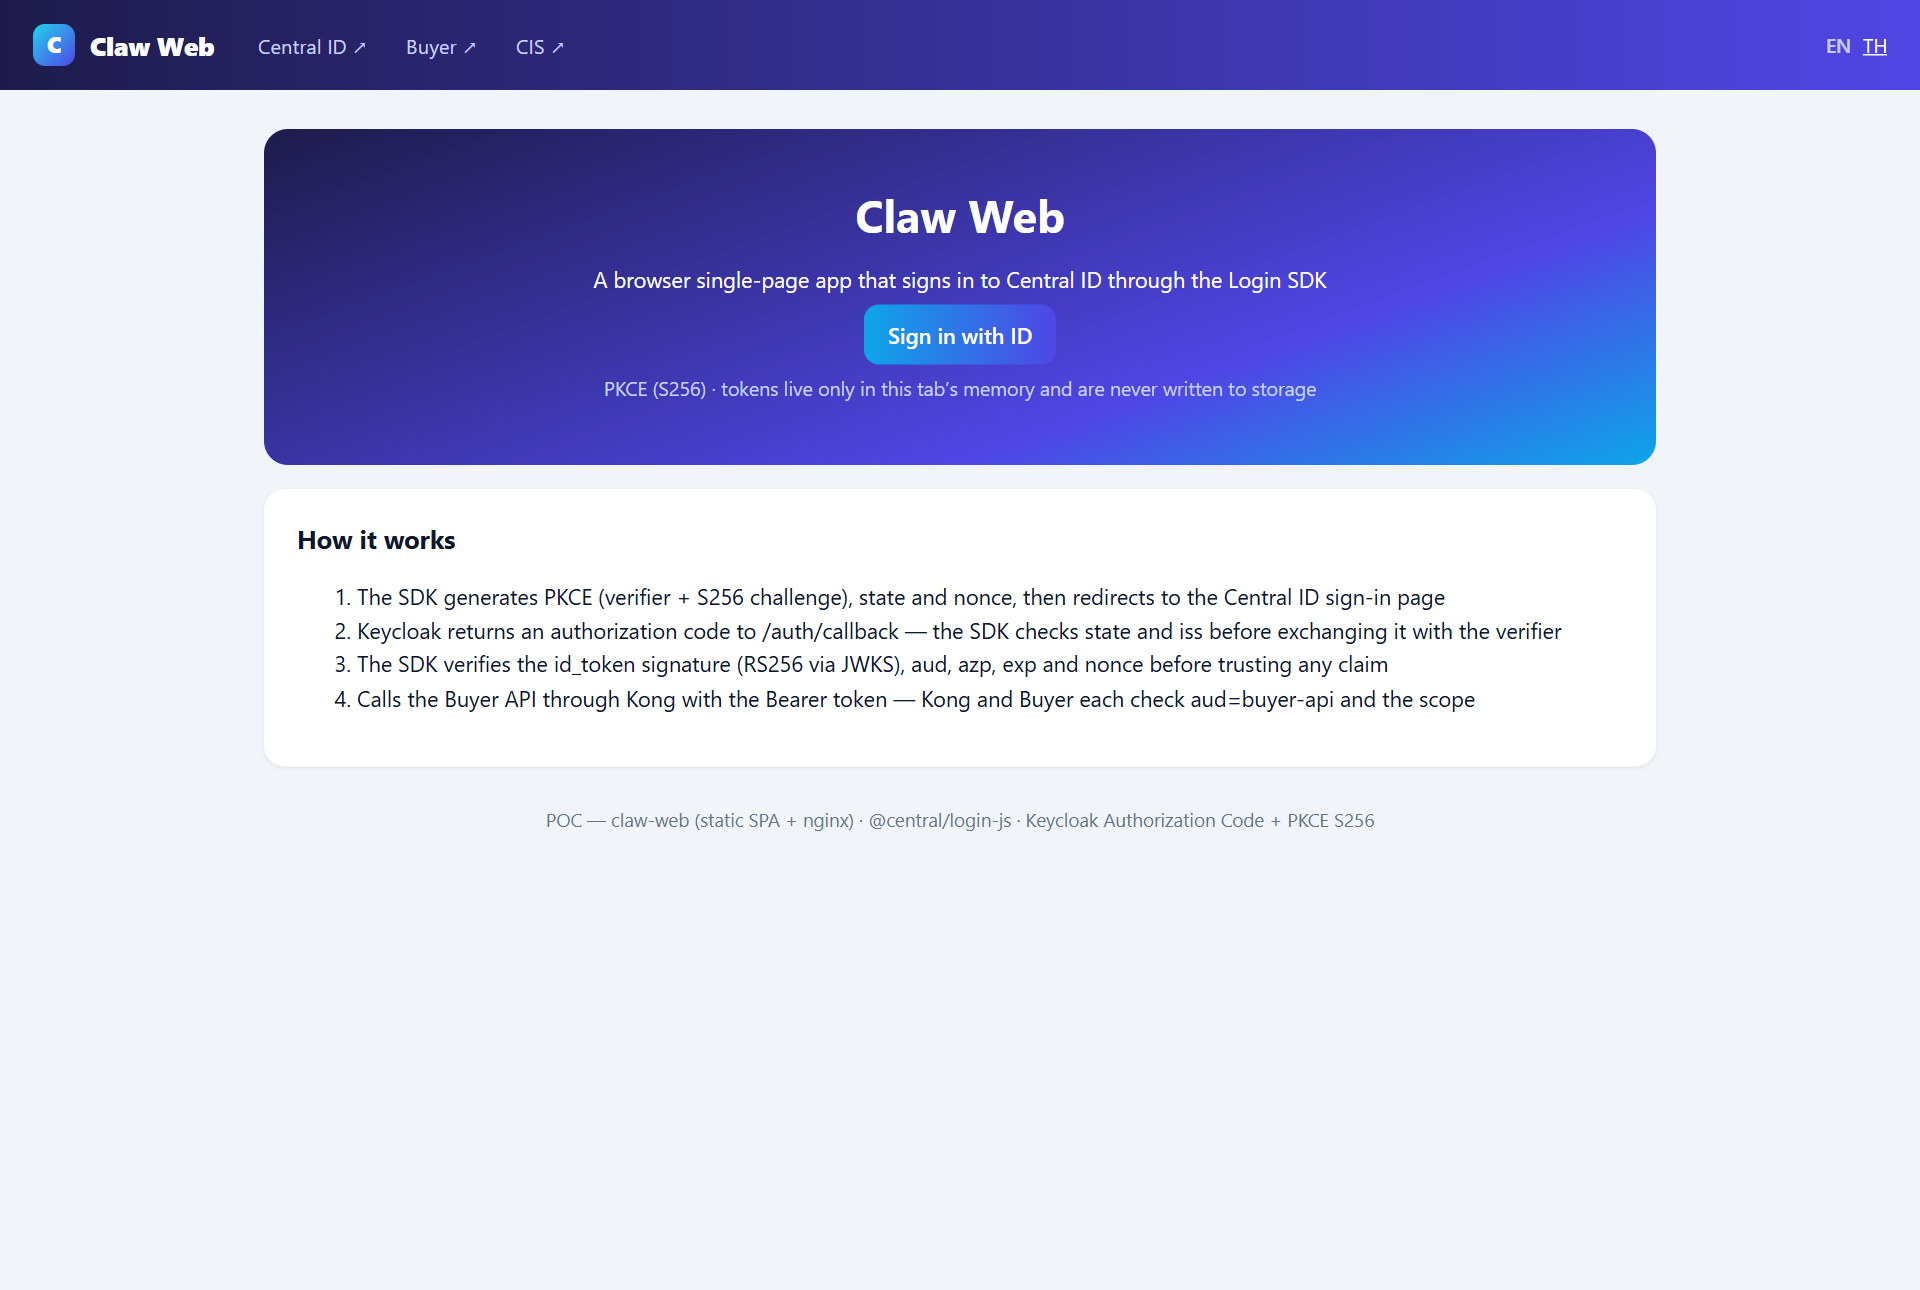 C Claw Web Central ID ↗ Buyer ↗ CIS ↗ EN TH
Claw Web
A browser single-page app that signs in to Central ID through the Login SDK
Sign in with ID
PKCE (S256) · tokens live only in this tab’s memory and are never written to storage
How it works
1. The SDK generates PKCE (verifier + S256 challenge), state and nonce, then redirects to the Central ID sign-in page
2. Keycloak returns an authorization code to /auth/callback — the SDK checks state and iss before exchanging it with the verifier
3. The SDK verifies the id_token signature (RS256 via JWKS), aud, azp, exp and nonce before trusting any claim
4. Calls the Buyer API through Kong with the Bearer token — Kong and Buyer each check aud=buyer-api and the scope
POC — claw-web (static SPA + nginx) · @central/login-js · Keycloak Authorization Code + PKCE S256